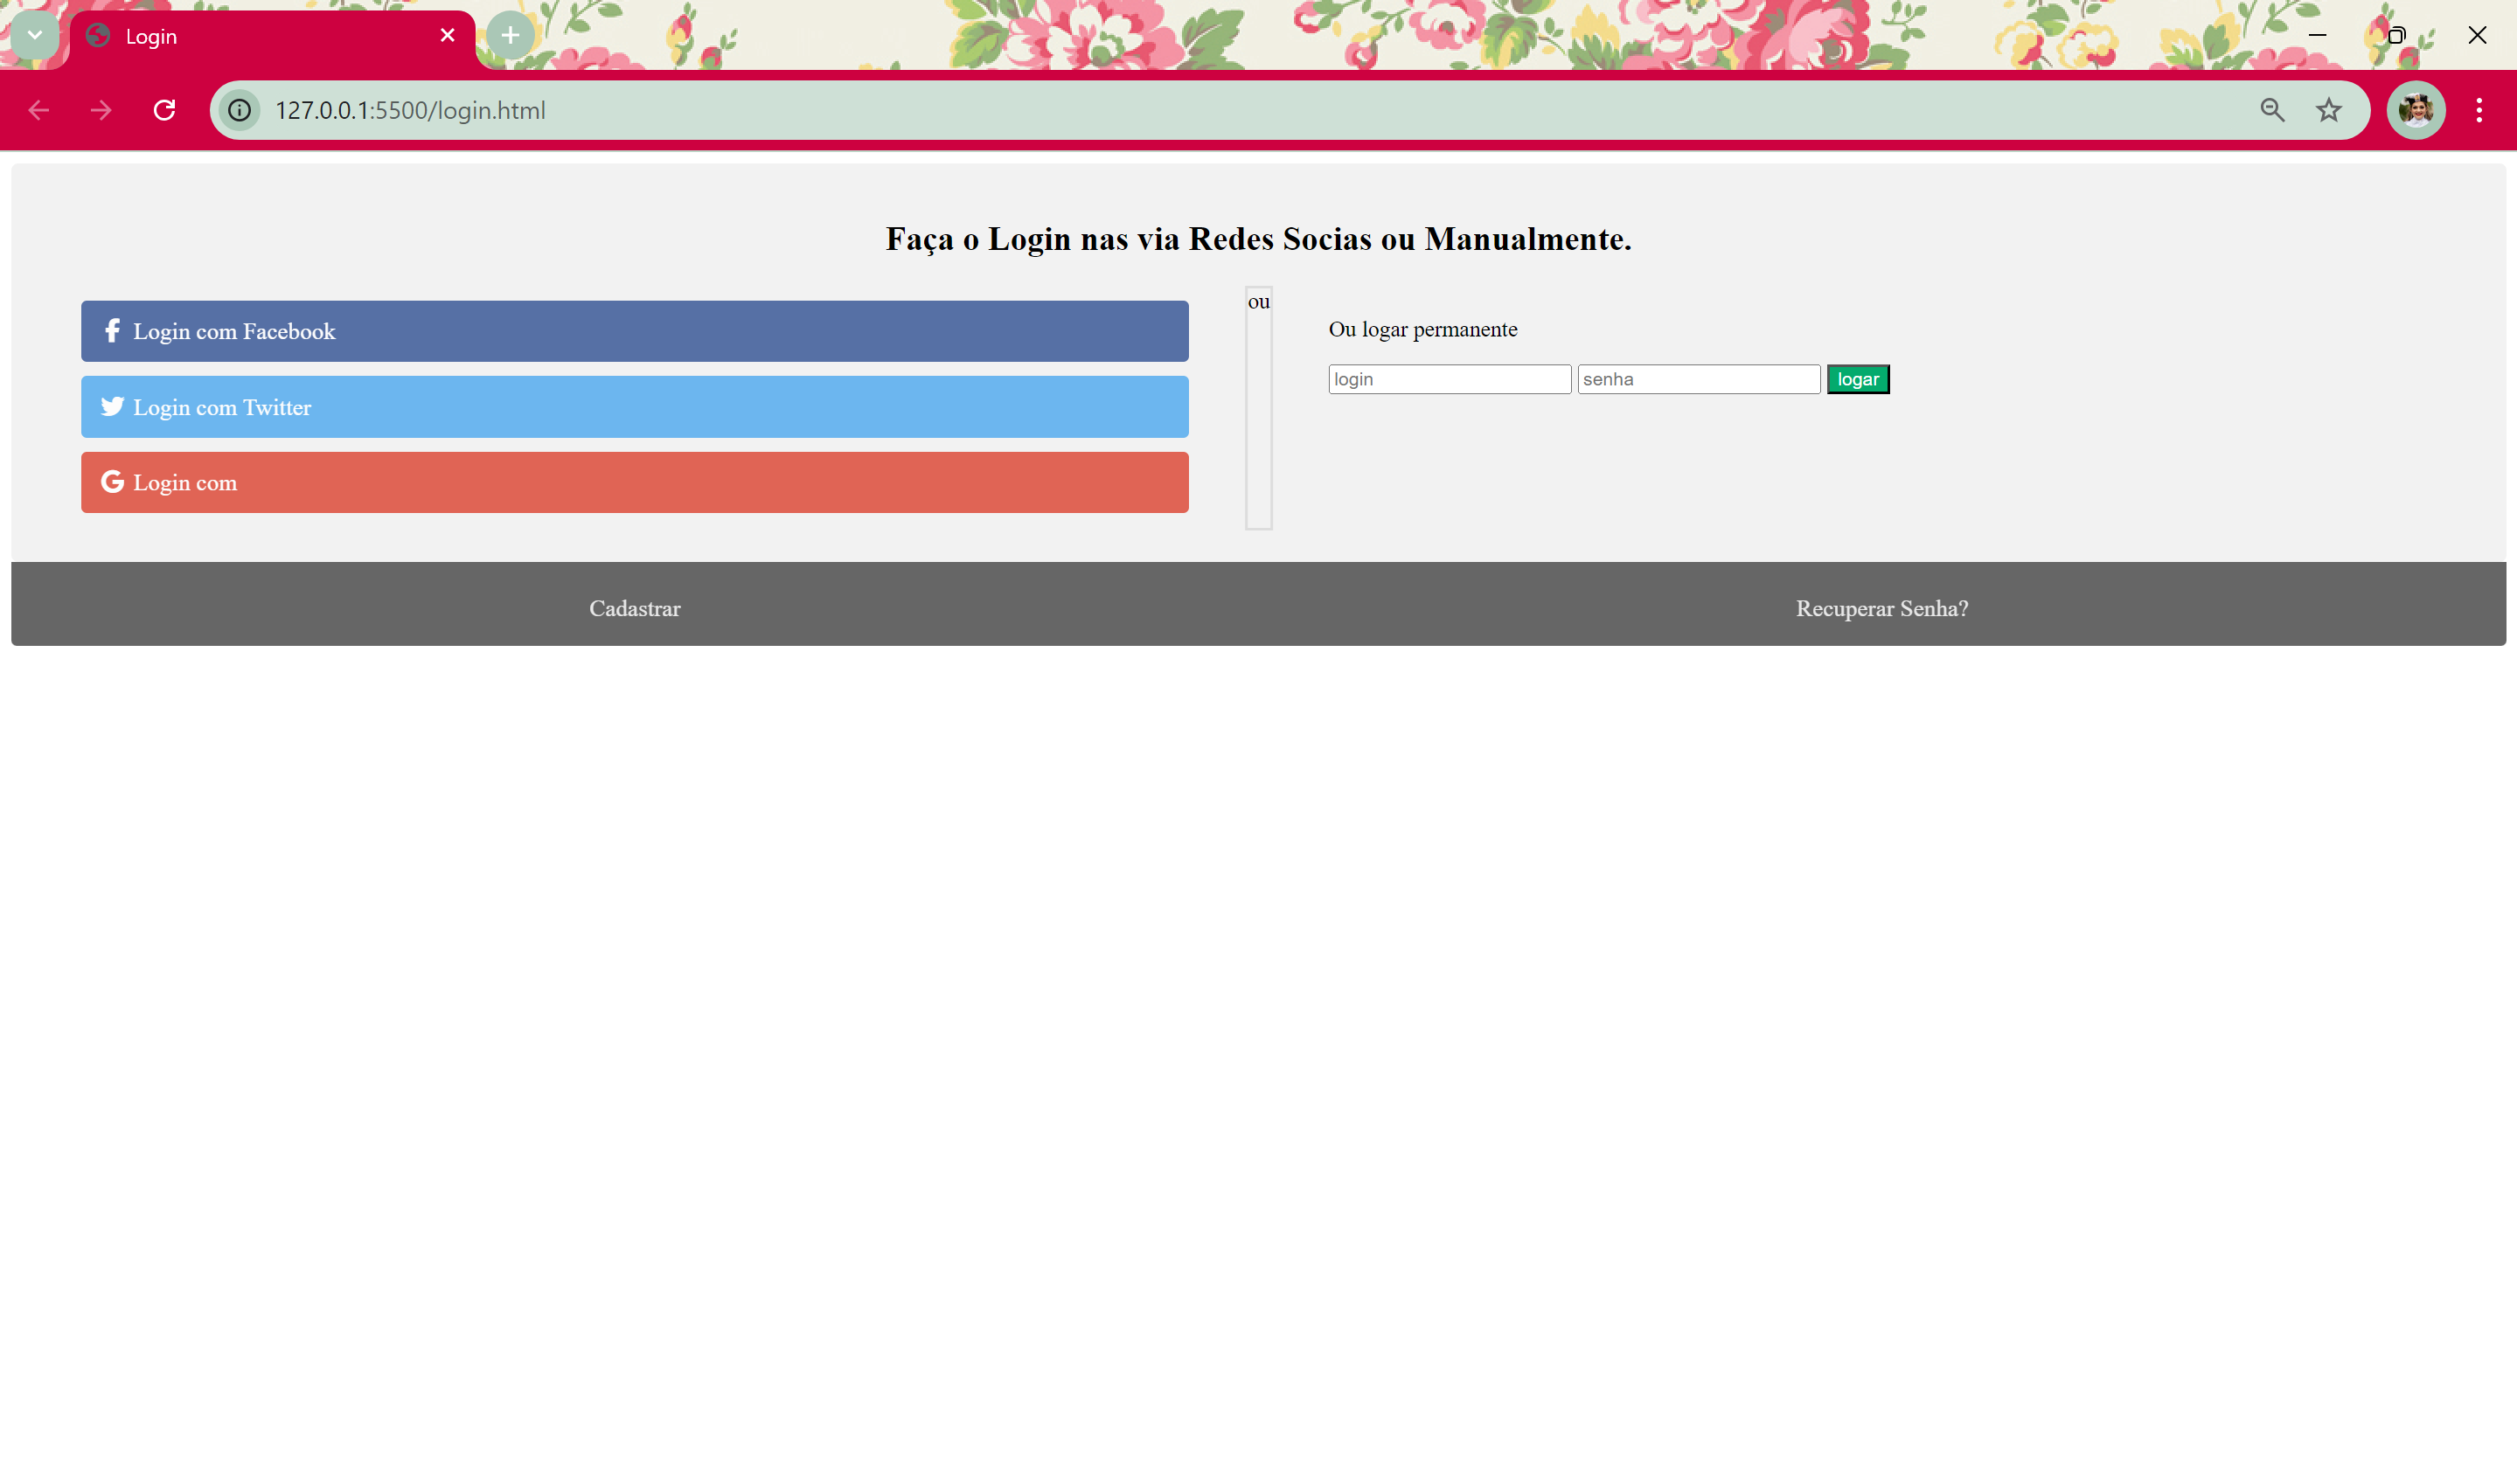 Login
127.0.0.1:5500/login.html
Faça o Login nas via Redes Socias ou Manualmente.
Login com Facebook
Login com Twitter
Login com
ou
Ou logar permanente
login senha logar
Cadastrar Recuperar Senha?